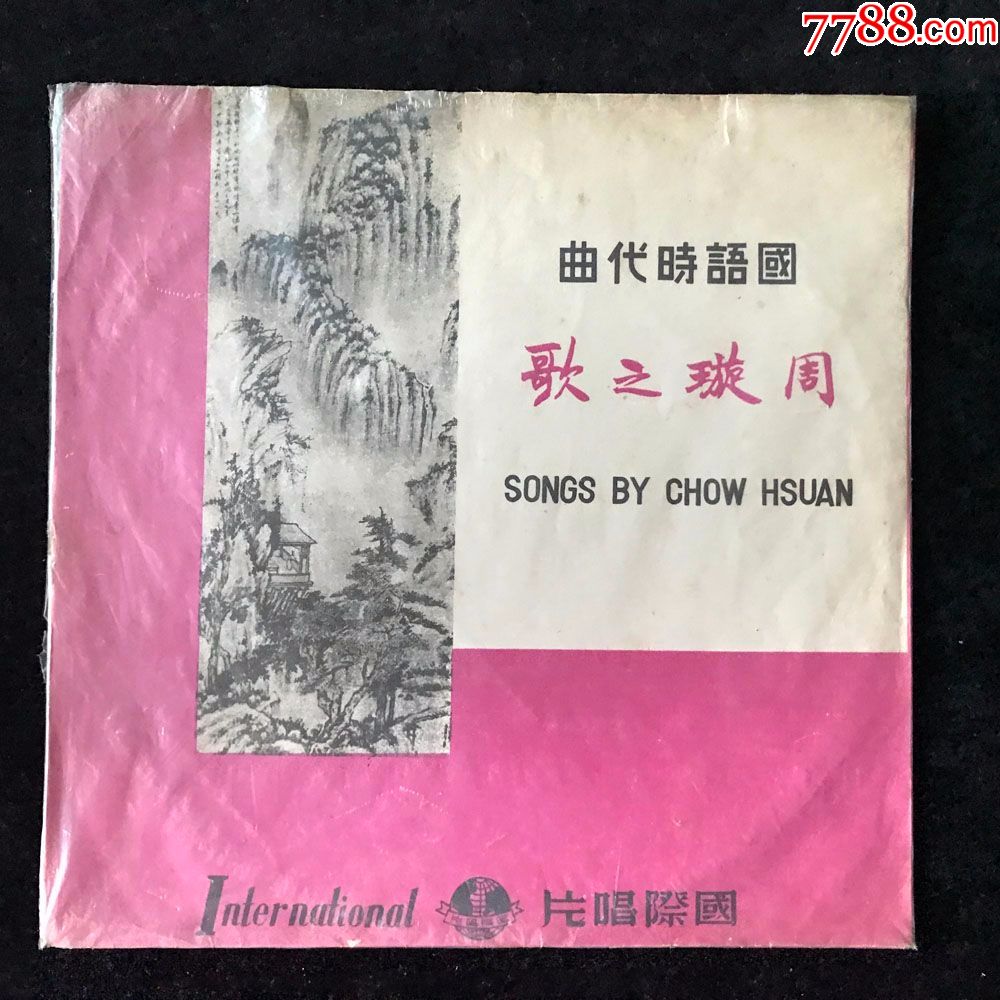 7788.com
國語時代曲
周璇之歌
SONGS BY CHOW HSUAN
International
國際唱片